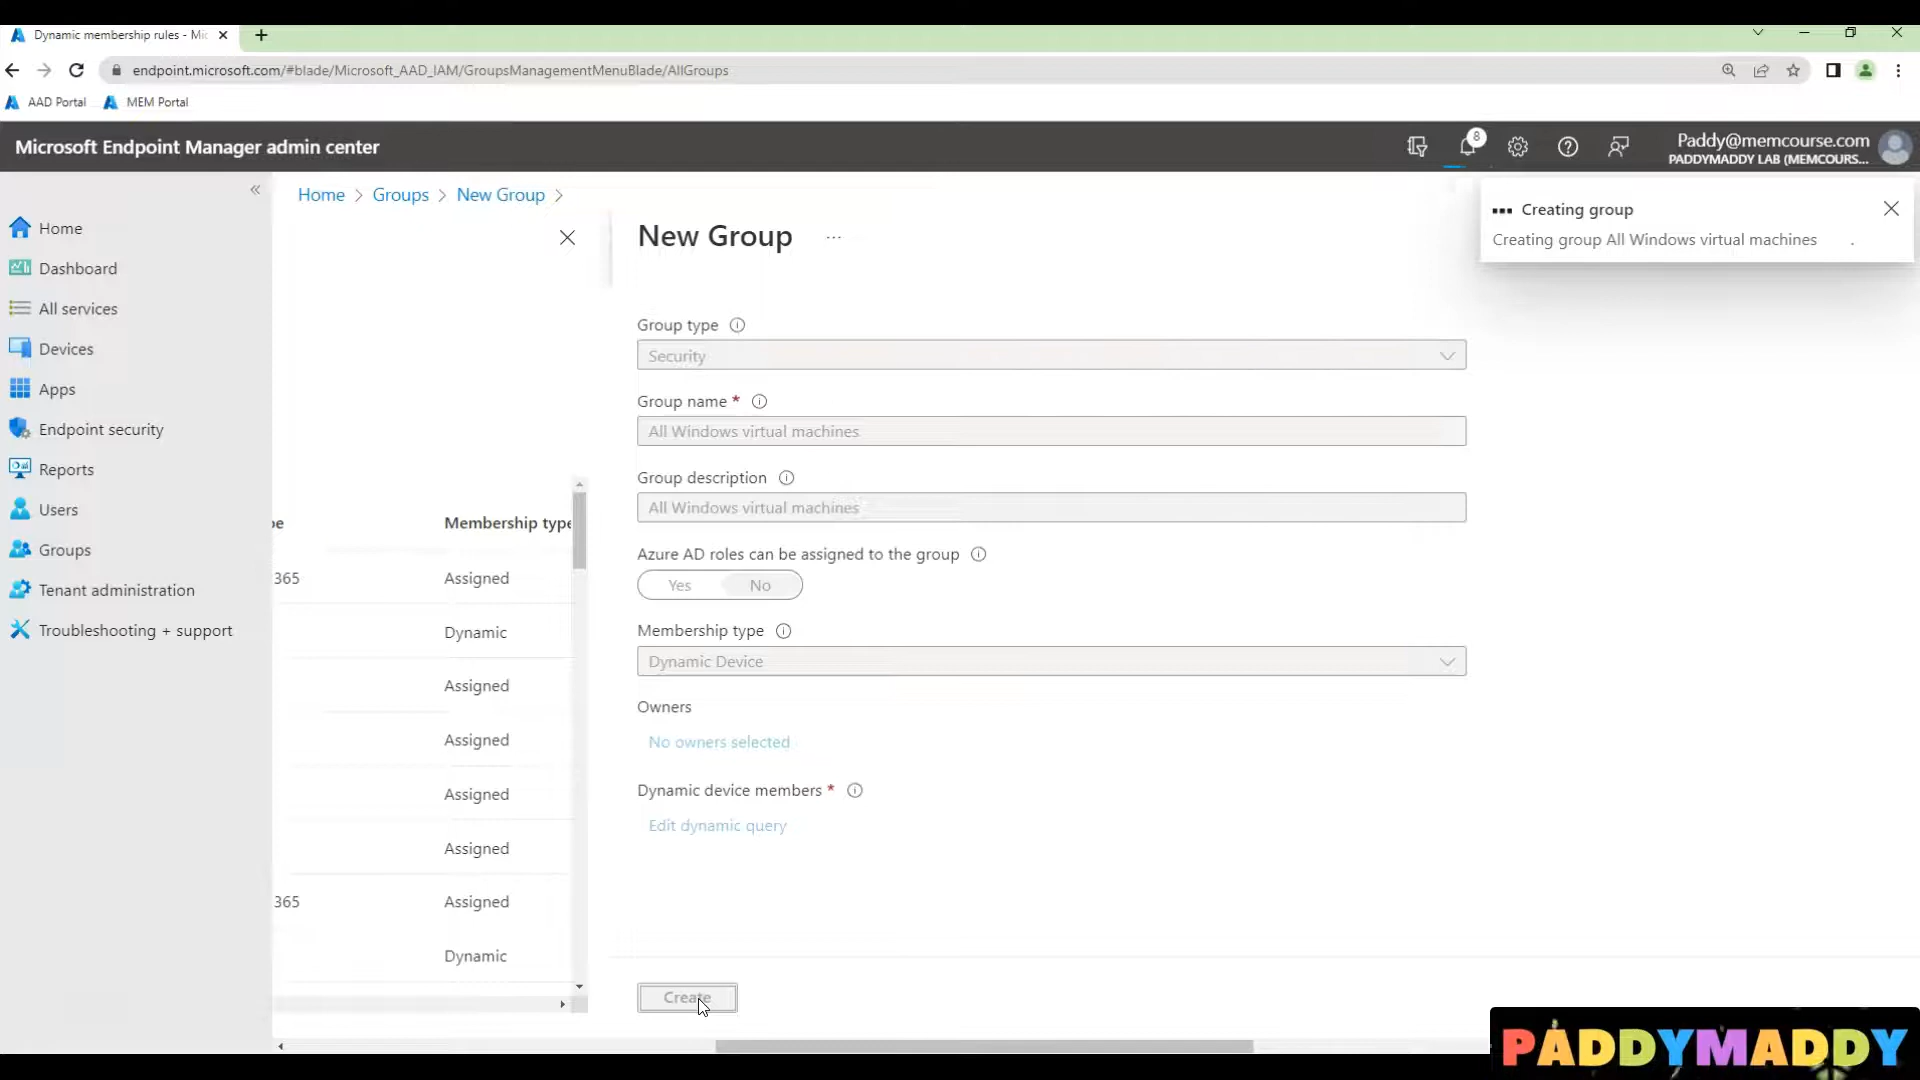 Dynamic membership rules - Mic
endpoint.microsoft.com/#blade/Microsoft_AAD_IAM/GroupsManagementMenuBlade/AllGroups
AAD Portal
MEM Portal
Microsoft Endpoint Manager admin center
8
Paddy@memcourse.com
PADDYMADDY LAB (MEMCOURS...
Home > Groups > New Group >
Creating group
Creating group All Windows virtual machines .
Home
Dashboard
All services
Devices
Apps
Endpoint security
Reports
Users
Groups
Tenant administration
Troubleshooting + support
Membership type
365 Assigned
Dynamic
Assigned
Assigned
Assigned
Assigned
365 Assigned
Dynamic
New Group ...
Group type
Security
Group name *
All Windows virtual machines
Group description
All Windows virtual machines
Azure AD roles can be assigned to the group
Yes No
Membership type
Dynamic Device
Owners
No owners selected
Dynamic device members *
Edit dynamic query
Create
PADDYMADDY